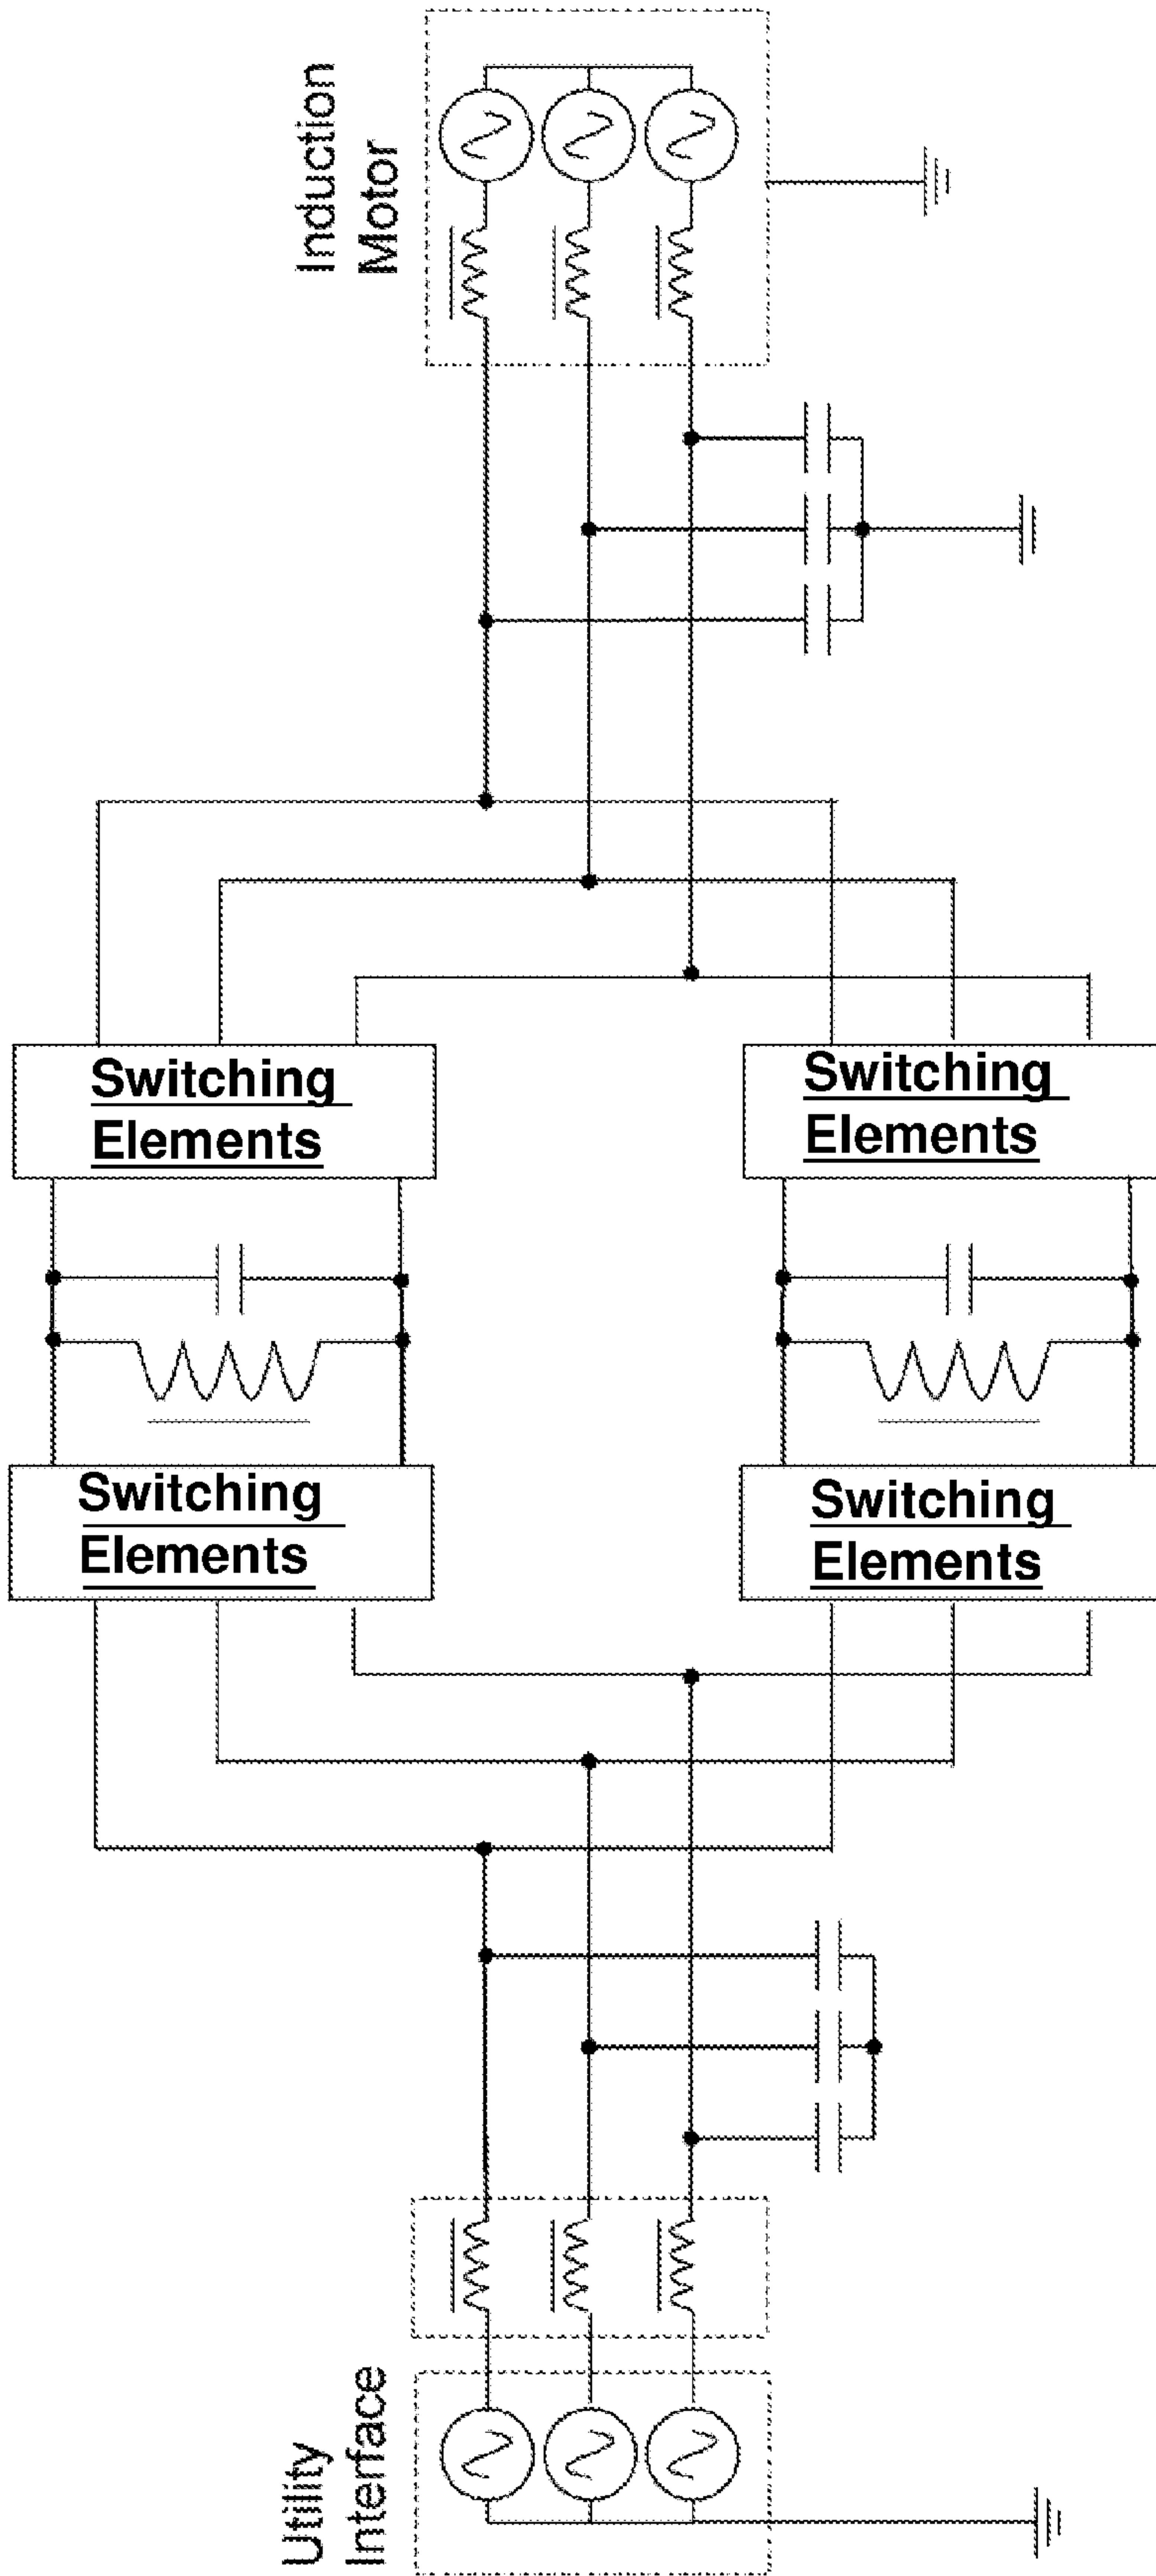 Induction
Motor
Switching
Elements
Switching
Elements
Switching
Elements
Switching
Elements
Utility
Interface